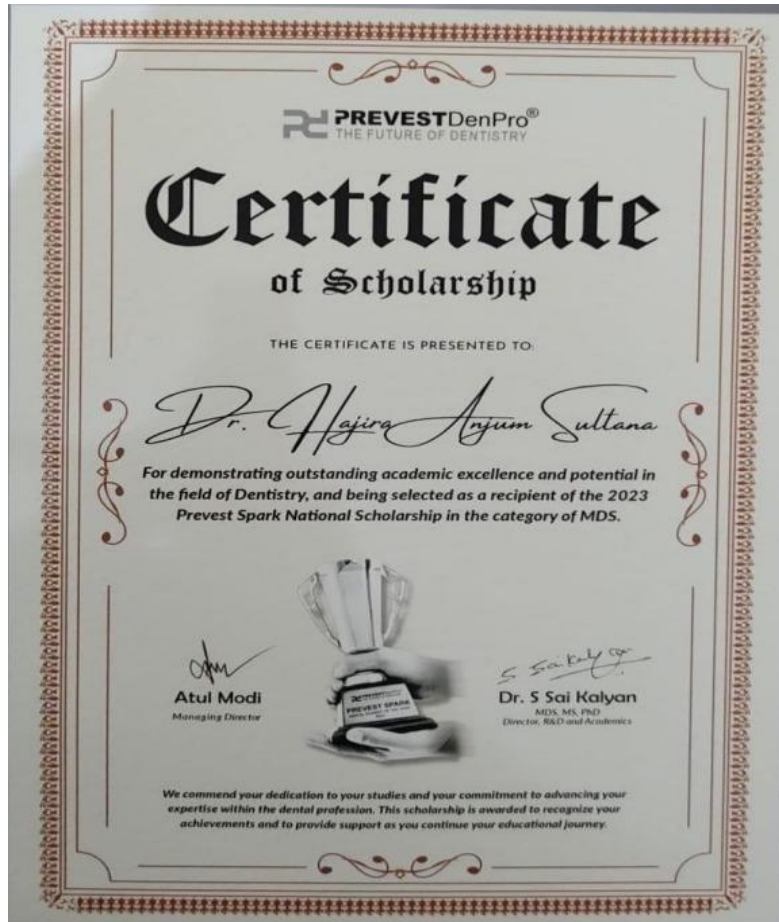 PREVESTDenPro®
THE FUTURE OF DENTISTRY
Certificate
of Scholarship
THE CERTIFICATE IS PRESENTED TO:
Dr. Hajira Anjum Sultana
For demonstrating outstanding academic excellence and potential in
the field of Dentistry, and being selected as a recipient of the 2023
Prevest Spark National Scholarship in the category of MDS.
PREVESTDenPro
PREVEST SPARK
S Sai Kalyan
Atul Modi
Managing Director
Dr. S Sai Kalyan
MDS, MS, PhD
Director, R&D and Academics
We commend your dedication to your studies and your commitment to advancing your
expertise within the dental profession. This scholarship is awarded to recognize your
achievements and to provide support as you continue your educational journey.